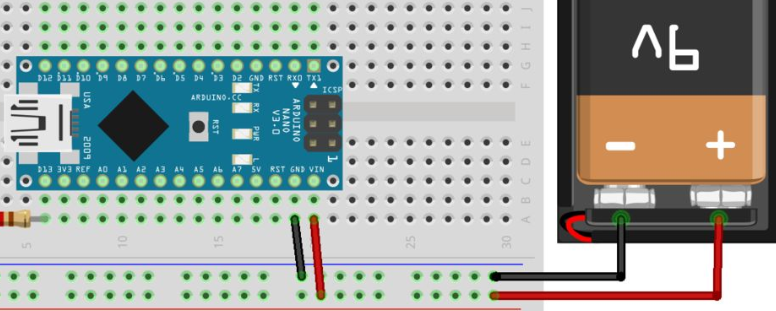 J
I
H
G
F
D12 D11 D10 D9 D8 D7 D6 D5 D4 D3 D2 GND RST RX0 TX1
TX
RX
PWR
L
ICSP
1
ARDUINO.CC
RST
ARDUINO
NANO
V3.0
USA
2009
D13 3V3 REF A0 A1 A2 A3 A4 A5 A6 A7 5V RST GND VIN
E
D
C
B
A
5 10 15 25 30
9V
- +